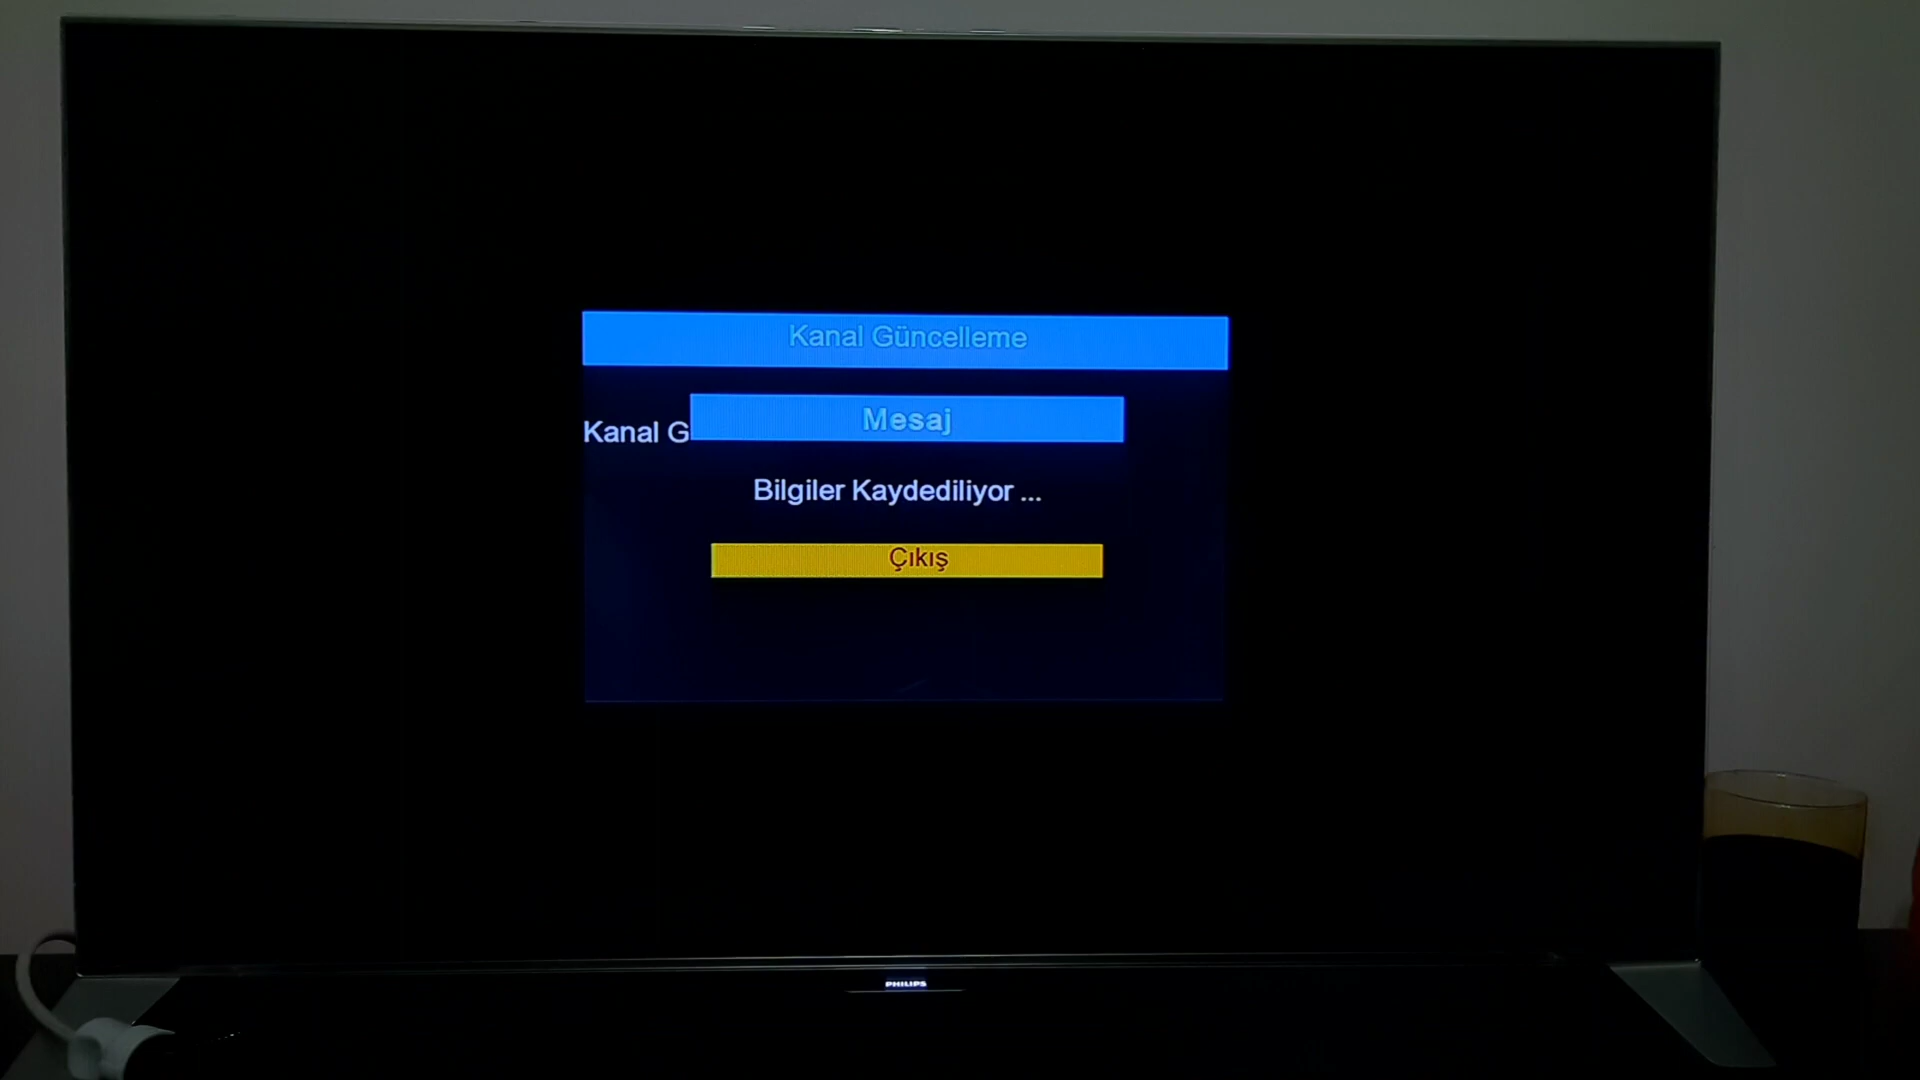 Kanal Güncelleme
Mesaj
Kanal G
Bilgiler Kaydediliyor ...
Çıkış
PHILIPS